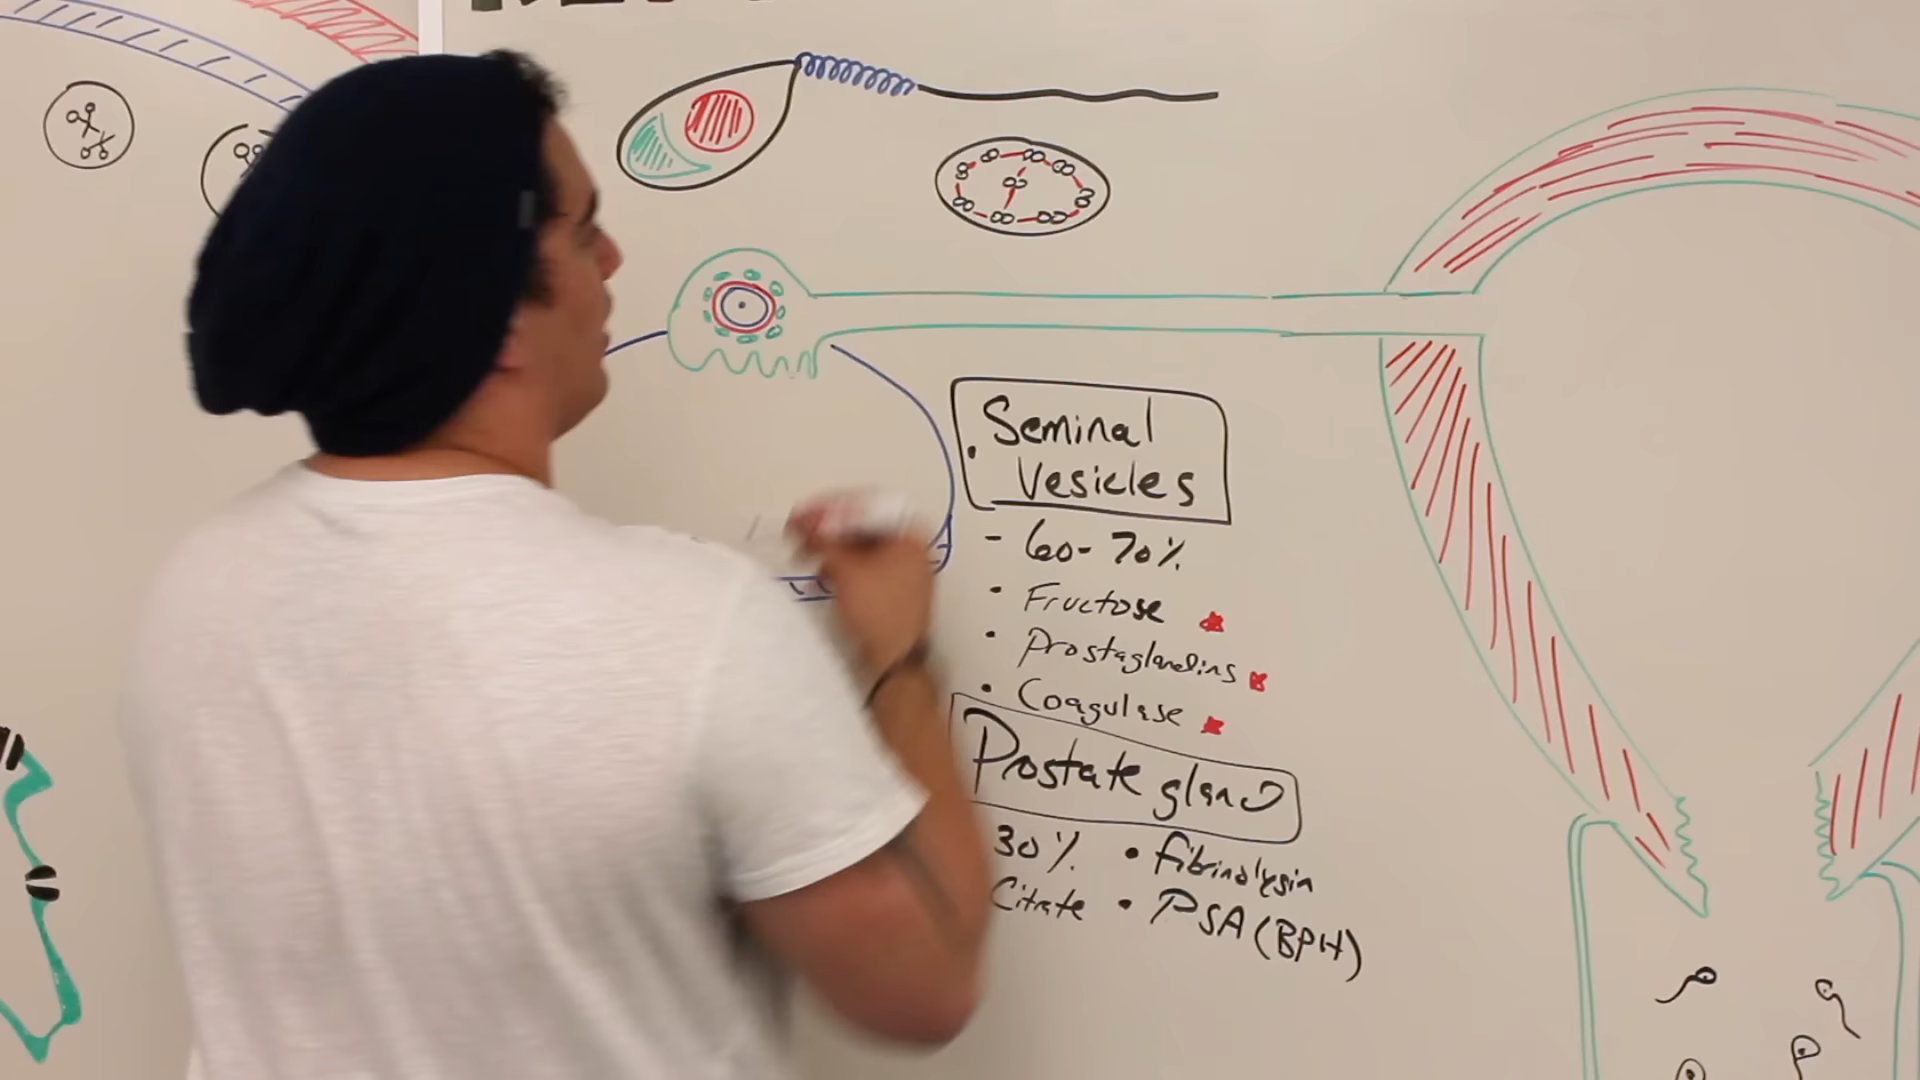 Seminal
Vesicles
- 60-70%
• Fructose
• Prostaglandins
• Coagulase
Prostate gland
30% • fibrinolysin
Citrate • PSA (BPH)